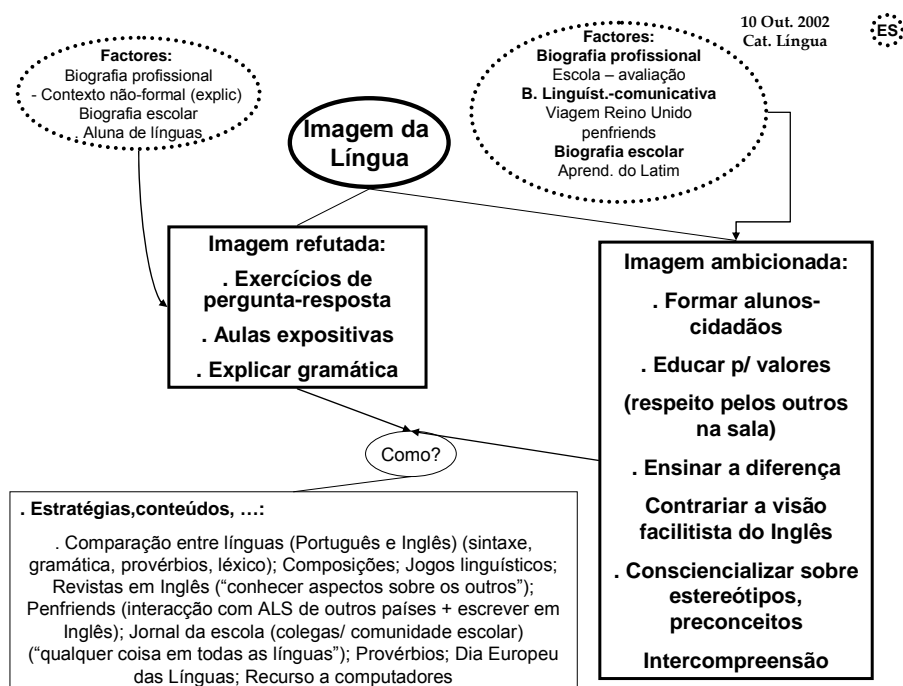 10 Out. 2002
Cat. Língua
ES
Factores:
Biografia profissional
- Contexto não-formal (explic)
Biografia escolar
. Aluna de línguas
Imagem da
Língua
Factores:
Biografia profissional
Escola – avaliação
B. Linguíst.-comunicativa
Viagem Reino Unido
penfriends
Biografia escolar
Aprend. do Latim
Imagem refutada:
. Exercícios de
pergunta-resposta
. Aulas expositivas
. Explicar gramática
Imagem ambicionada:
. Formar alunos-
cidadãos
. Educar p/ valores
(respeito pelos outros
na sala)
. Ensinar a diferença
Contrariar a visão
facilitista do Inglês
. Consciencializar sobre
estereótipos,
preconceitos
Intercompreensão
Como?
. Estratégias,conteúdos, …:
. Comparação entre línguas (Português e Inglês) (sintaxe,
gramática, provérbios, léxico); Composições; Jogos linguísticos;
Revistas em Inglês (“conhecer aspectos sobre os outros”);
Penfriends (interacção com ALS de outros países + escrever em
Inglês); Jornal da escola (colegas/ comunidade escolar)
(“qualquer coisa em todas as línguas”); Provérbios; Dia Europeu
das Línguas; Recurso a computadores